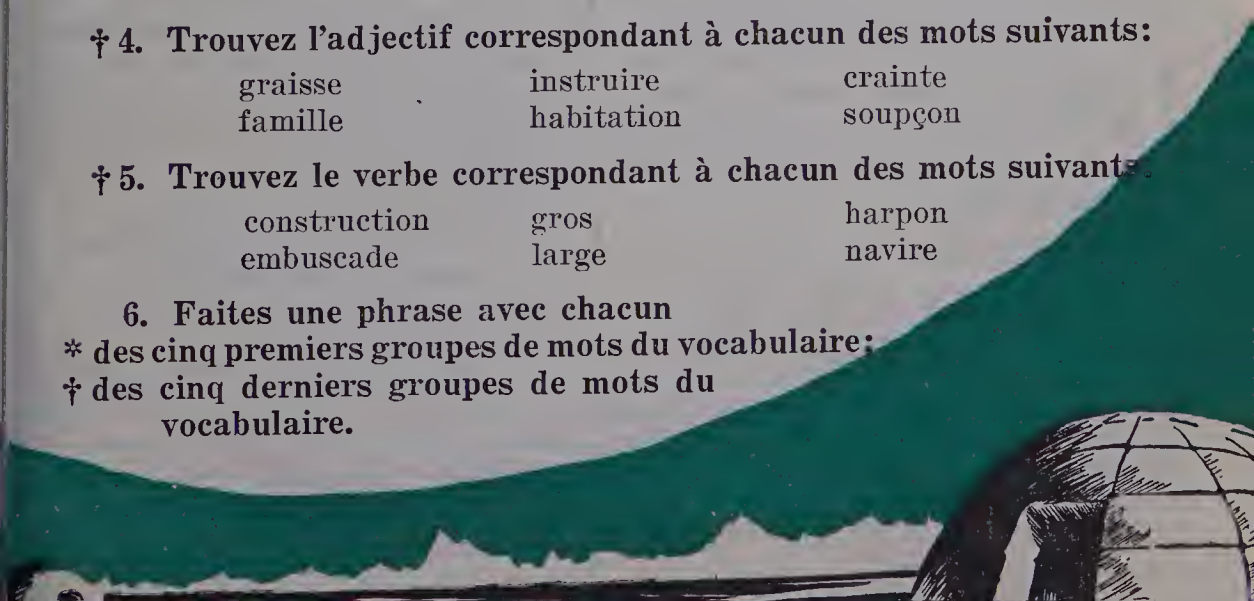 † 4. Trouvez l'adjectif correspondant à chacun des mots suivants:
graisse instruire crainte
famille habitation soupçon
† 5. Trouvez le verbe correspondant à chacun des mots suivants:
construction gros harpon
embuscade large navire
6. Faites une phrase avec chacun
* des cinq premiers groupes de mots du vocabulaire;
† des cinq derniers groupes de mots du
vocabulaire.